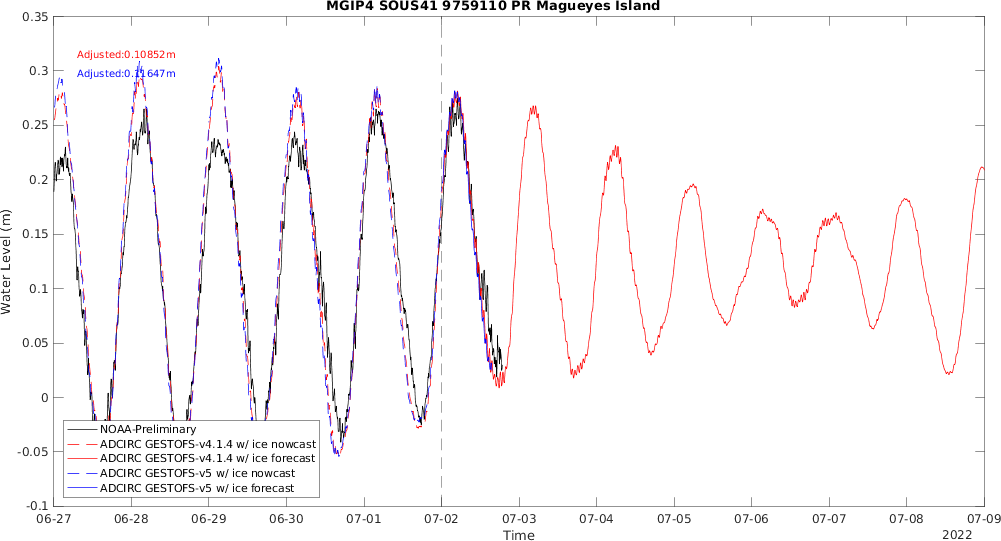 MGIP4 SOUS41 9759110 PR Magueyes Island
0.35
0.3
0.25
0.2
0.15
0.1
0.05
0
-0.05
-0.1
Water Level (m)
Adjusted:0.10852m
Adjusted:0.11647m
NOAA-Preliminary
ADCIRC GESTOFS-v4.1.4 w/ ice nowcast
ADCIRC GESTOFS-v4.1.4 w/ ice forecast
ADCIRC GESTOFS-v5 w/ ice nowcast
ADCIRC GESTOFS-v5 w/ ice forecast
06-27 06-28 06-29 06-30 07-01 07-02 07-03 07-04 07-05 07-06 07-07 07-08 07-09
Time
2022